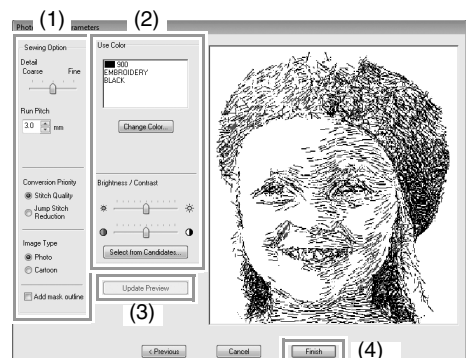 (1)
(2)
Photo
rameters
Sewing Option
Detail
Coarse Fine
Run Pitch
3.0 mm
Conversion Priority
Stitch Quality
Jump Stitch
Reduction
Image Type
Photo
Cartoon
Add mask outline
Use Color
900
EMBROIDERY
BLACK
Change Color...
Brightness / Contrast
Select from Candidates...
Update Preview
(3)
< Previous
Cancel
Finish
(4)